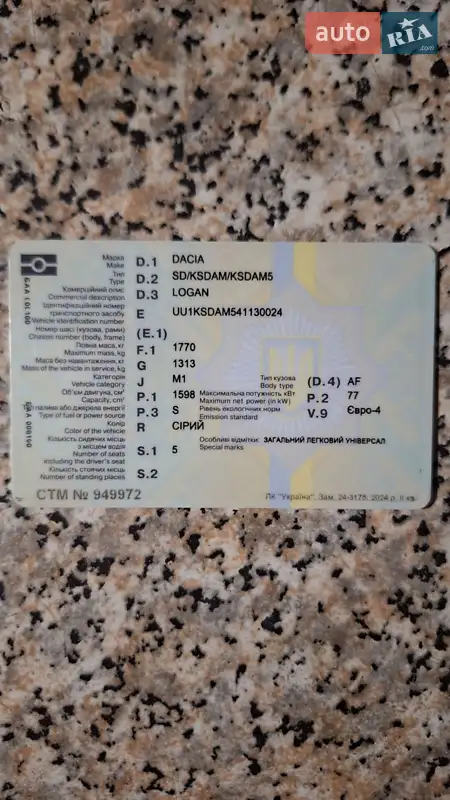 auto RIA .com
Марка
Make D.1 DACIA
Тип
Type D.2 SD/KSDAM/KSDAM5
Комерційний опис
Commercial description D.3 LOGAN
Ідентифікаційний номер
транспортного засобу E UU1KSDAM541130024
Vehicle identification number
Номер шасі (кузова, рами) (E.1)
Chassis number (body, frame)
Повна маса, кг F.1 1770
Maximum mass, kg
Маса без навантаження, кг G 1313
Mass of the vehicle in service, kg
Категорія J M1 Тип кузова (D.4) AF
Vehicle category Body type
Об'єм двигуна, см³ P.1 1598 Максимальна потужність кВт P.2 77
Capacity, cm³ Maximum net power (in kW)
Тип палива або джерела енергії P.3 S Рівень екологічних норм V.9 Євро-4
Type of fuel or power source Emission standard
Колір R СІРИЙ
Color of the vehicle
Кількість сидячих місць Особливі відмітки: ЗАГАЛЬНИЙ ЛЕГКОВИЙ УНІВЕРСАЛ
з місцем водія S.1 5 Special marks
Number of seats
including the driver's seat
Кількість стоячих місць S.2
Number of standing places
СТМ № 949972
ПК "Україна". Зам. 24-3175. 2024 р. II кв.